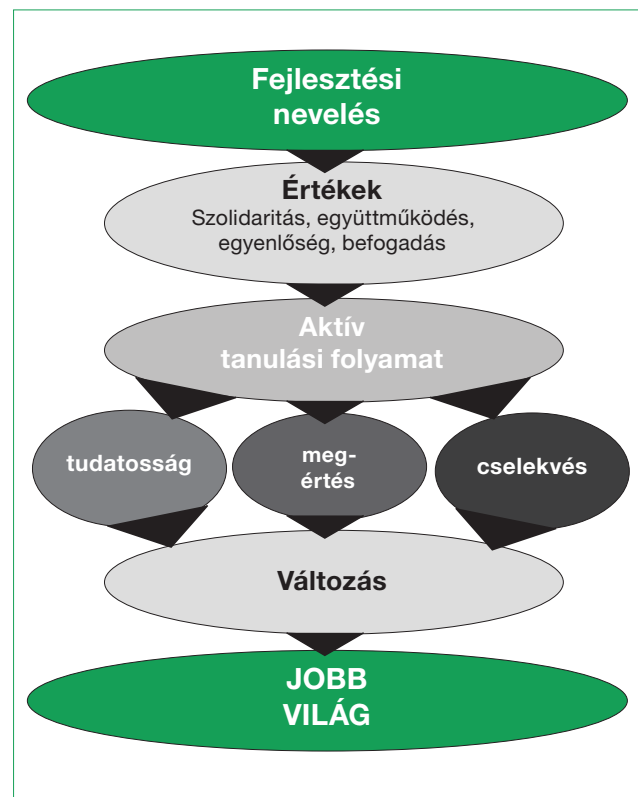 Fejlesztési
nevelés
Értékek
Szolidaritás, együttműködés,
egyenlőség, befogadás
Aktív
tanulási folyamat
tudatosság
meg-
értés
cselekvés
Változás
JOBB
VILÁG